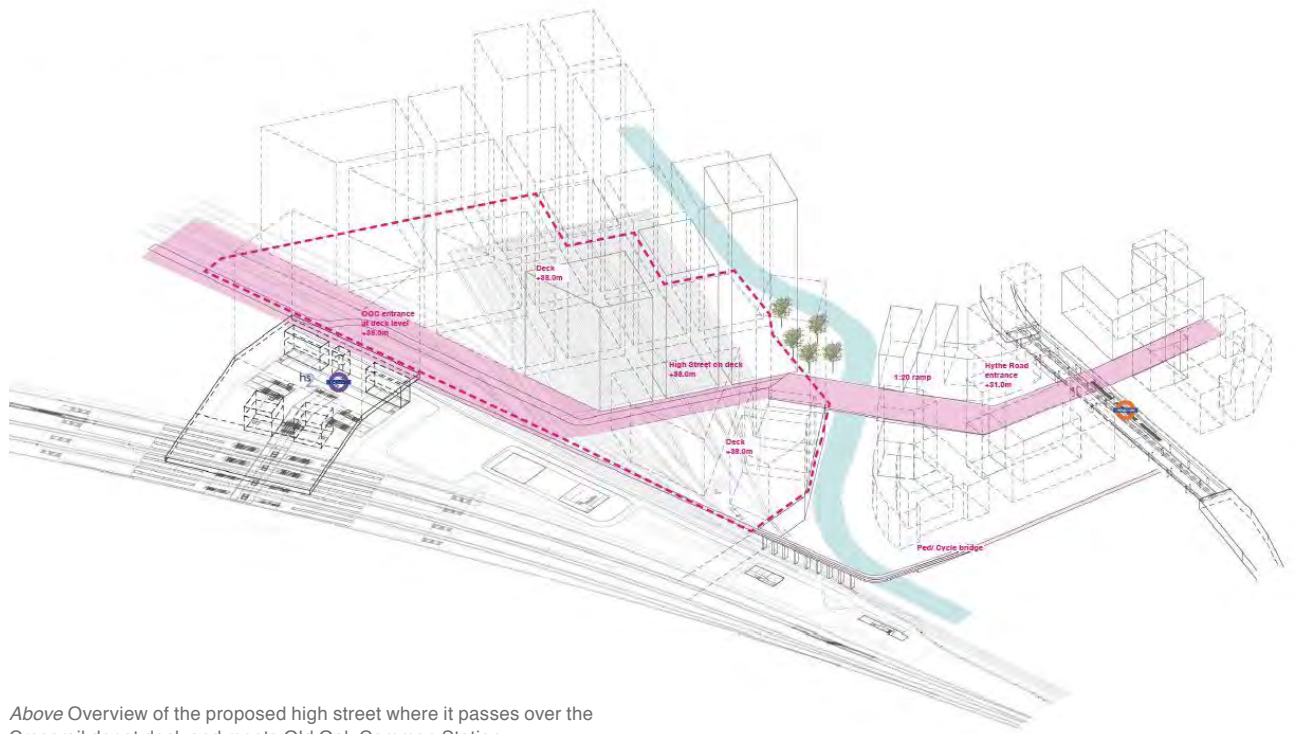 Deck
+38.0m
OOC entrance
at deck level
High Street on deck
+38.0m
1:20 ramp
Hythe Road
entrance
+31.0m
hs
Deck
+38.0m
Ped/ Cycle bridge
Above Overview of the proposed high street where it passes over the